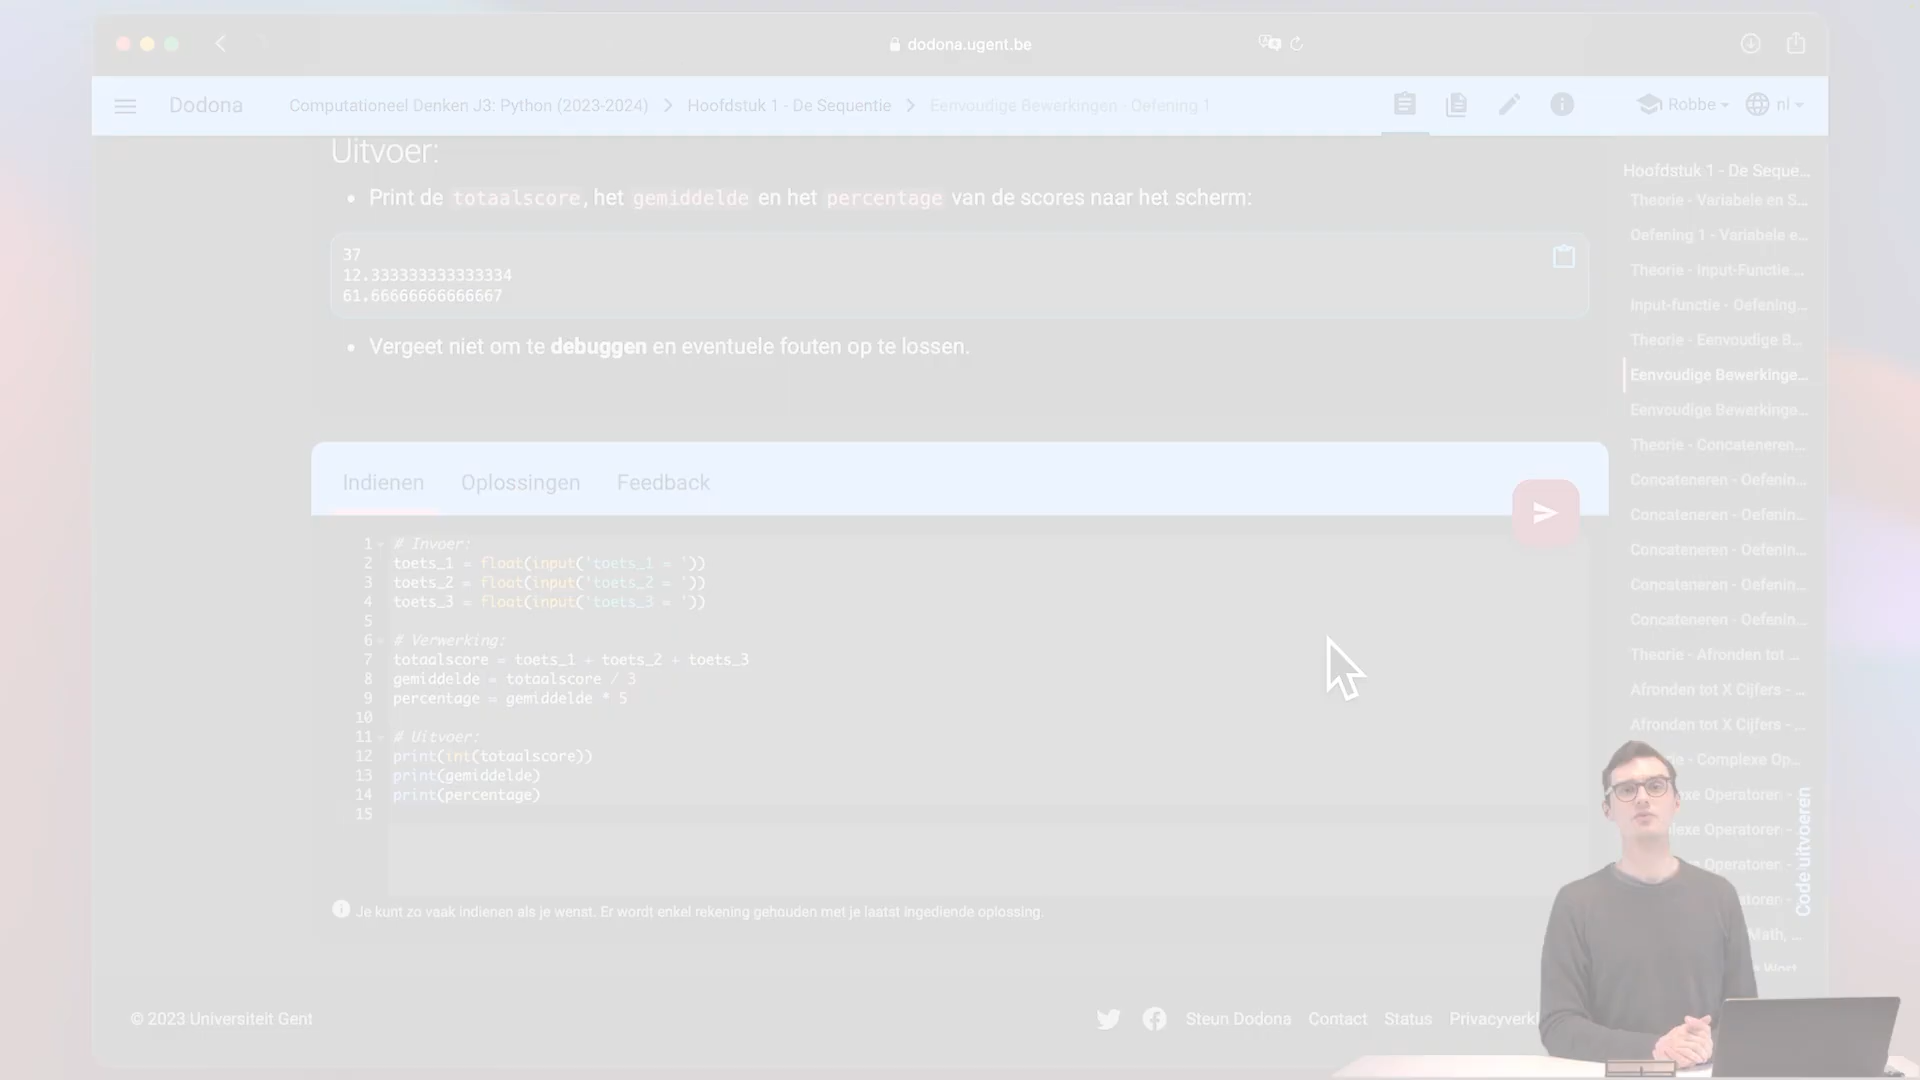 dodona.ugent.be
Dodona
Computationeel Denken J3: Python (2023-2024) > Hoofdstuk 1 - De Sequentie > Eenvoudige Bewerkingen - Oefening 1
Robbe
nl
Uitvoer:
• Print de totaalscore, het gemiddelde en het percentage van de scores naar het scherm:
37
12.333333333333334
61.66666666666667
• Vergeet niet om te debuggen en eventuele fouten op te lossen.
Indienen
Oplossingen
Feedback
1 # Invoer:
2 toets_1 = float(input('toets_1 = '))
3 toets_2 = float(input('toets_2 = '))
4 toets_3 = float(input('toets_3 = '))
5
6 # Verwerking:
7 totaalscore = toets_1 + toets_2 + toets_3
8 gemiddelde = totaalscore / 3
9 percentage = gemiddelde * 5
10
11 # Uitvoer:
12 print(int(totaalscore))
13 print(gemiddelde)
14 print(percentage)
15
Je kunt zo vaak indienen als je wenst. Er wordt enkel rekening gehouden met je laatst ingediende oplossing.
Hoofdstuk 1 - De Seque...
Theorie - Variabele en S...
Oefening 1 - Variabele e...
Theorie - Input-Functie ...
Input-functie - Oefening...
Theorie - Eenvoudige B...
Eenvoudige Bewerkinge...
Eenvoudige Bewerkinge...
Theorie - Concateneren...
Concateneren - Oefenin...
Concateneren - Oefenin...
Concateneren - Oefenin...
Concateneren - Oefenin...
Concateneren - Oefenin...
Theorie - Afronden tot ...
Afronden tot X Cijfers - ...
Afronden tot X Cijfers - ...
- Complexe Op...
Operatoren -
Operatoren -
Operatoren -
Math, ...
Code uitvoeren
© 2023 Universiteit Gent
Steun Dodona
Contact
Status
Privacyverkl